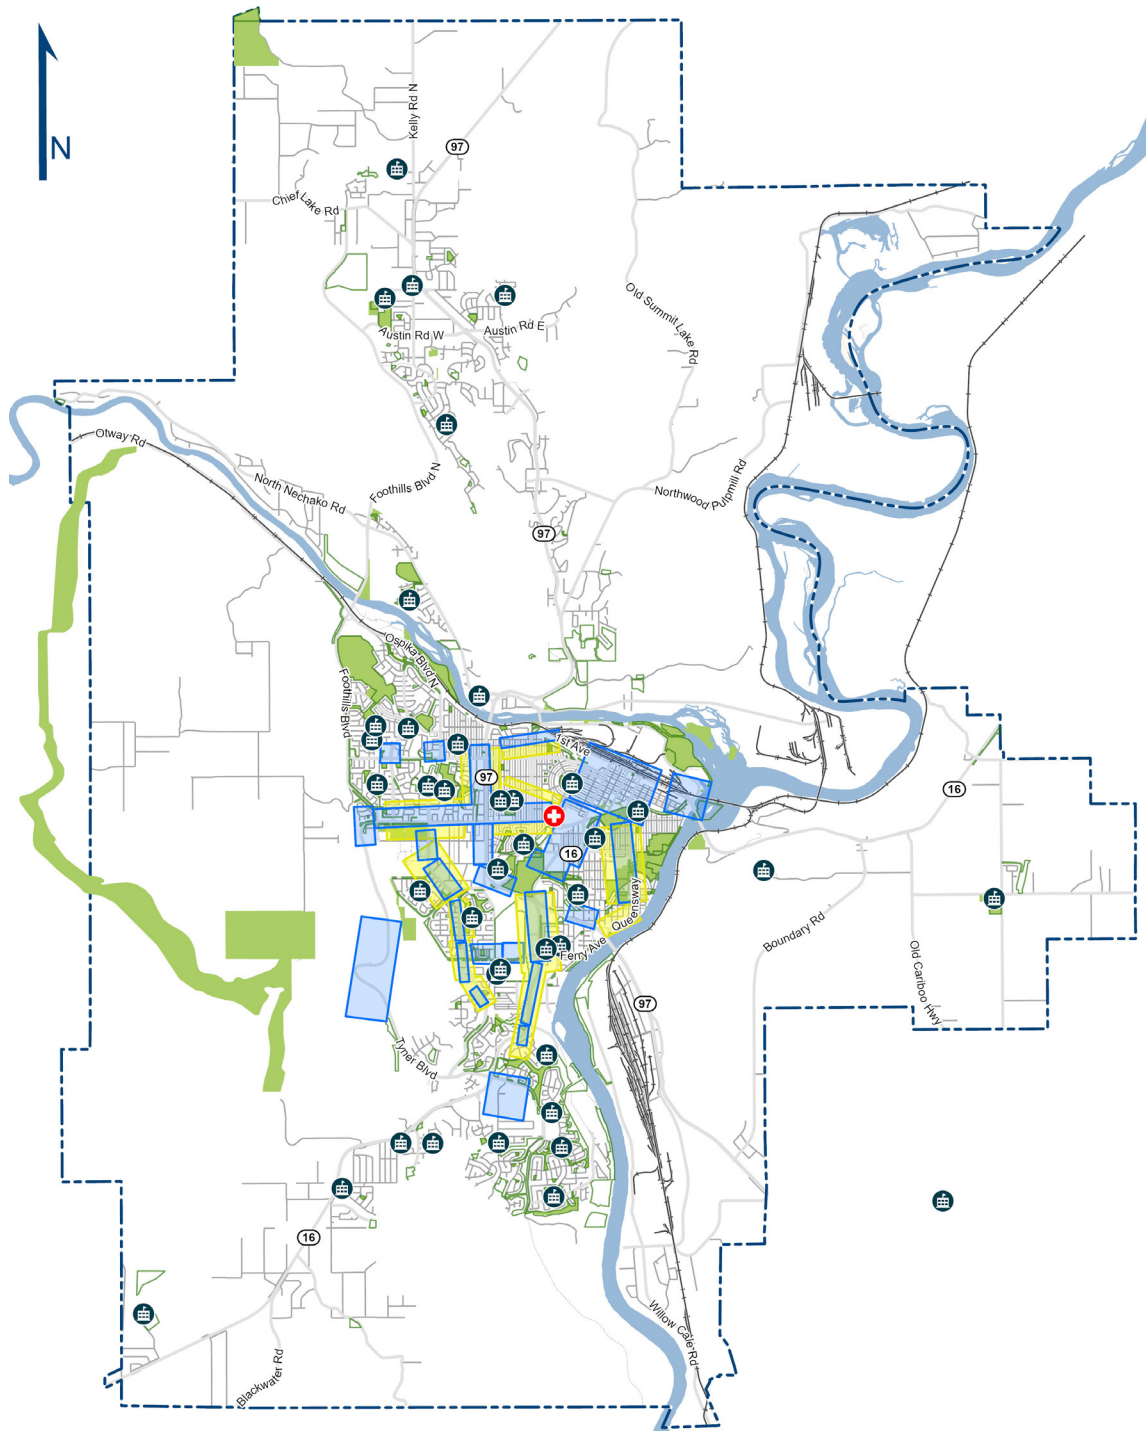 N
Kelly Rd N
97
Chief Lake Rd
Old Summit Lake Rd
Austin Rd W
Austin Rd E
Otway Rd
North Nechako Rd
Foothills Blvd N
Northwood Pulpmill Rd
97
Ospika Blvd N
Foothills Blvd
1st Ave
97
16
16
Queensway
Ferry Ave
Boundary Rd
Old Cariboo Hwy
97
Tyner Blvd
16
Willow Cale Rd
Blackwater Rd